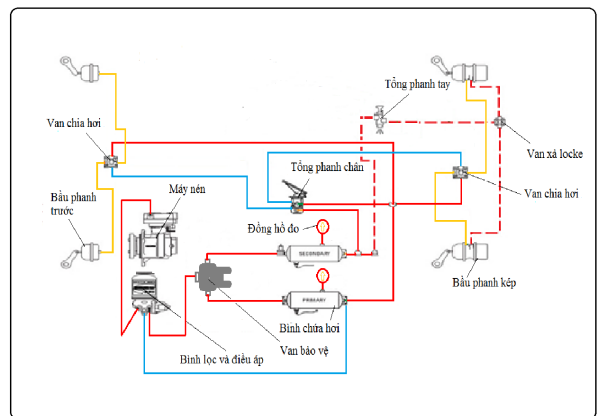 Tổng phanh tay
Van chia hơi
Van xả locke
Tổng phanh chân
Bầu phanh
trước
Máy nén
Van chia hơi
Đồng hồ đo
SECONDARY
Bầu phanh kép
PRIMARY
Bình chứa hơi
Van bảo vệ
Bình lọc và điều áp